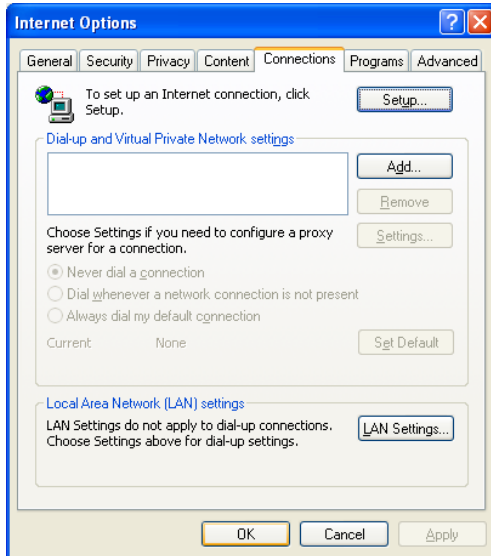 Internet Options
General Security Privacy Content Connections Programs Advanced
To set up an Internet connection, click
Setup.
Setup...
Dial-up and Virtual Private Network settings
Add...
Remove
Choose Settings if you need to configure a proxy
server for a connection.
Settings...
Never dial a connection
Dial whenever a network connection is not present
Always dial my default connection
Current None
Set Default
Local Area Network (LAN) settings
LAN Settings do not apply to dial-up connections.
Choose Settings above for dial-up settings.
LAN Settings...
OK Cancel Apply